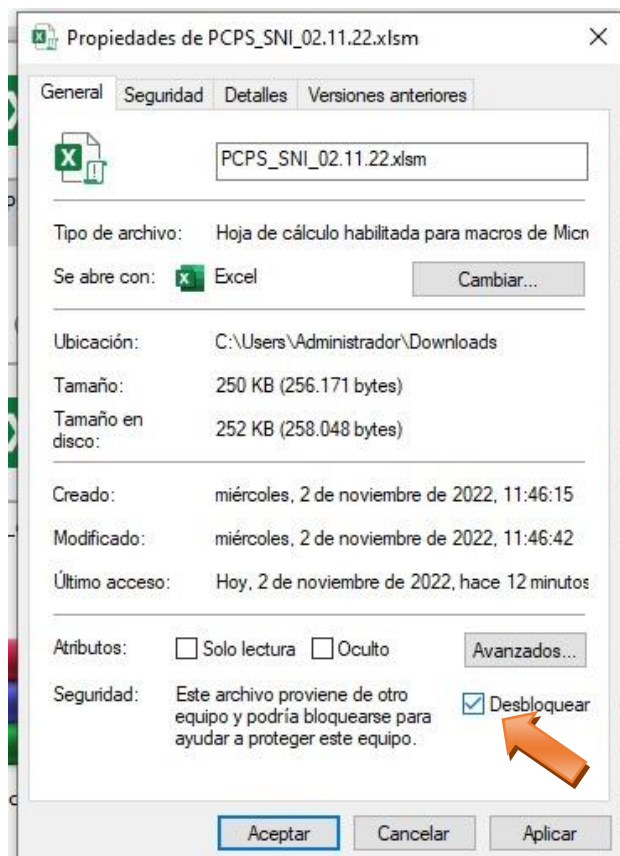 Propiedades de PCPS_SNI_02.11.22.xlsm
General Seguridad Detalles Versiones anteriores
PCPS_SNI_02.11.22.xlsm
Tipo de archivo: Hoja de cálculo habilitada para macros de Micr
Se abre con: Excel Cambiar...
Ubicación: C:\Users\Administrador\Downloads
Tamaño: 250 KB (256.171 bytes)
Tamaño en
disco: 252 KB (258.048 bytes)
Creado: miércoles, 2 de noviembre de 2022, 11:46:15
Modificado: miércoles, 2 de noviembre de 2022, 11:46:42
Último acceso: Hoy, 2 de noviembre de 2022, hace 12 minutos
Atributos: Solo lectura Oculto Avanzados...
Seguridad: Este archivo proviene de otro
equipo y podría bloquearse para
ayudar a proteger este equipo.
Desbloquear
Aceptar Cancelar Aplicar